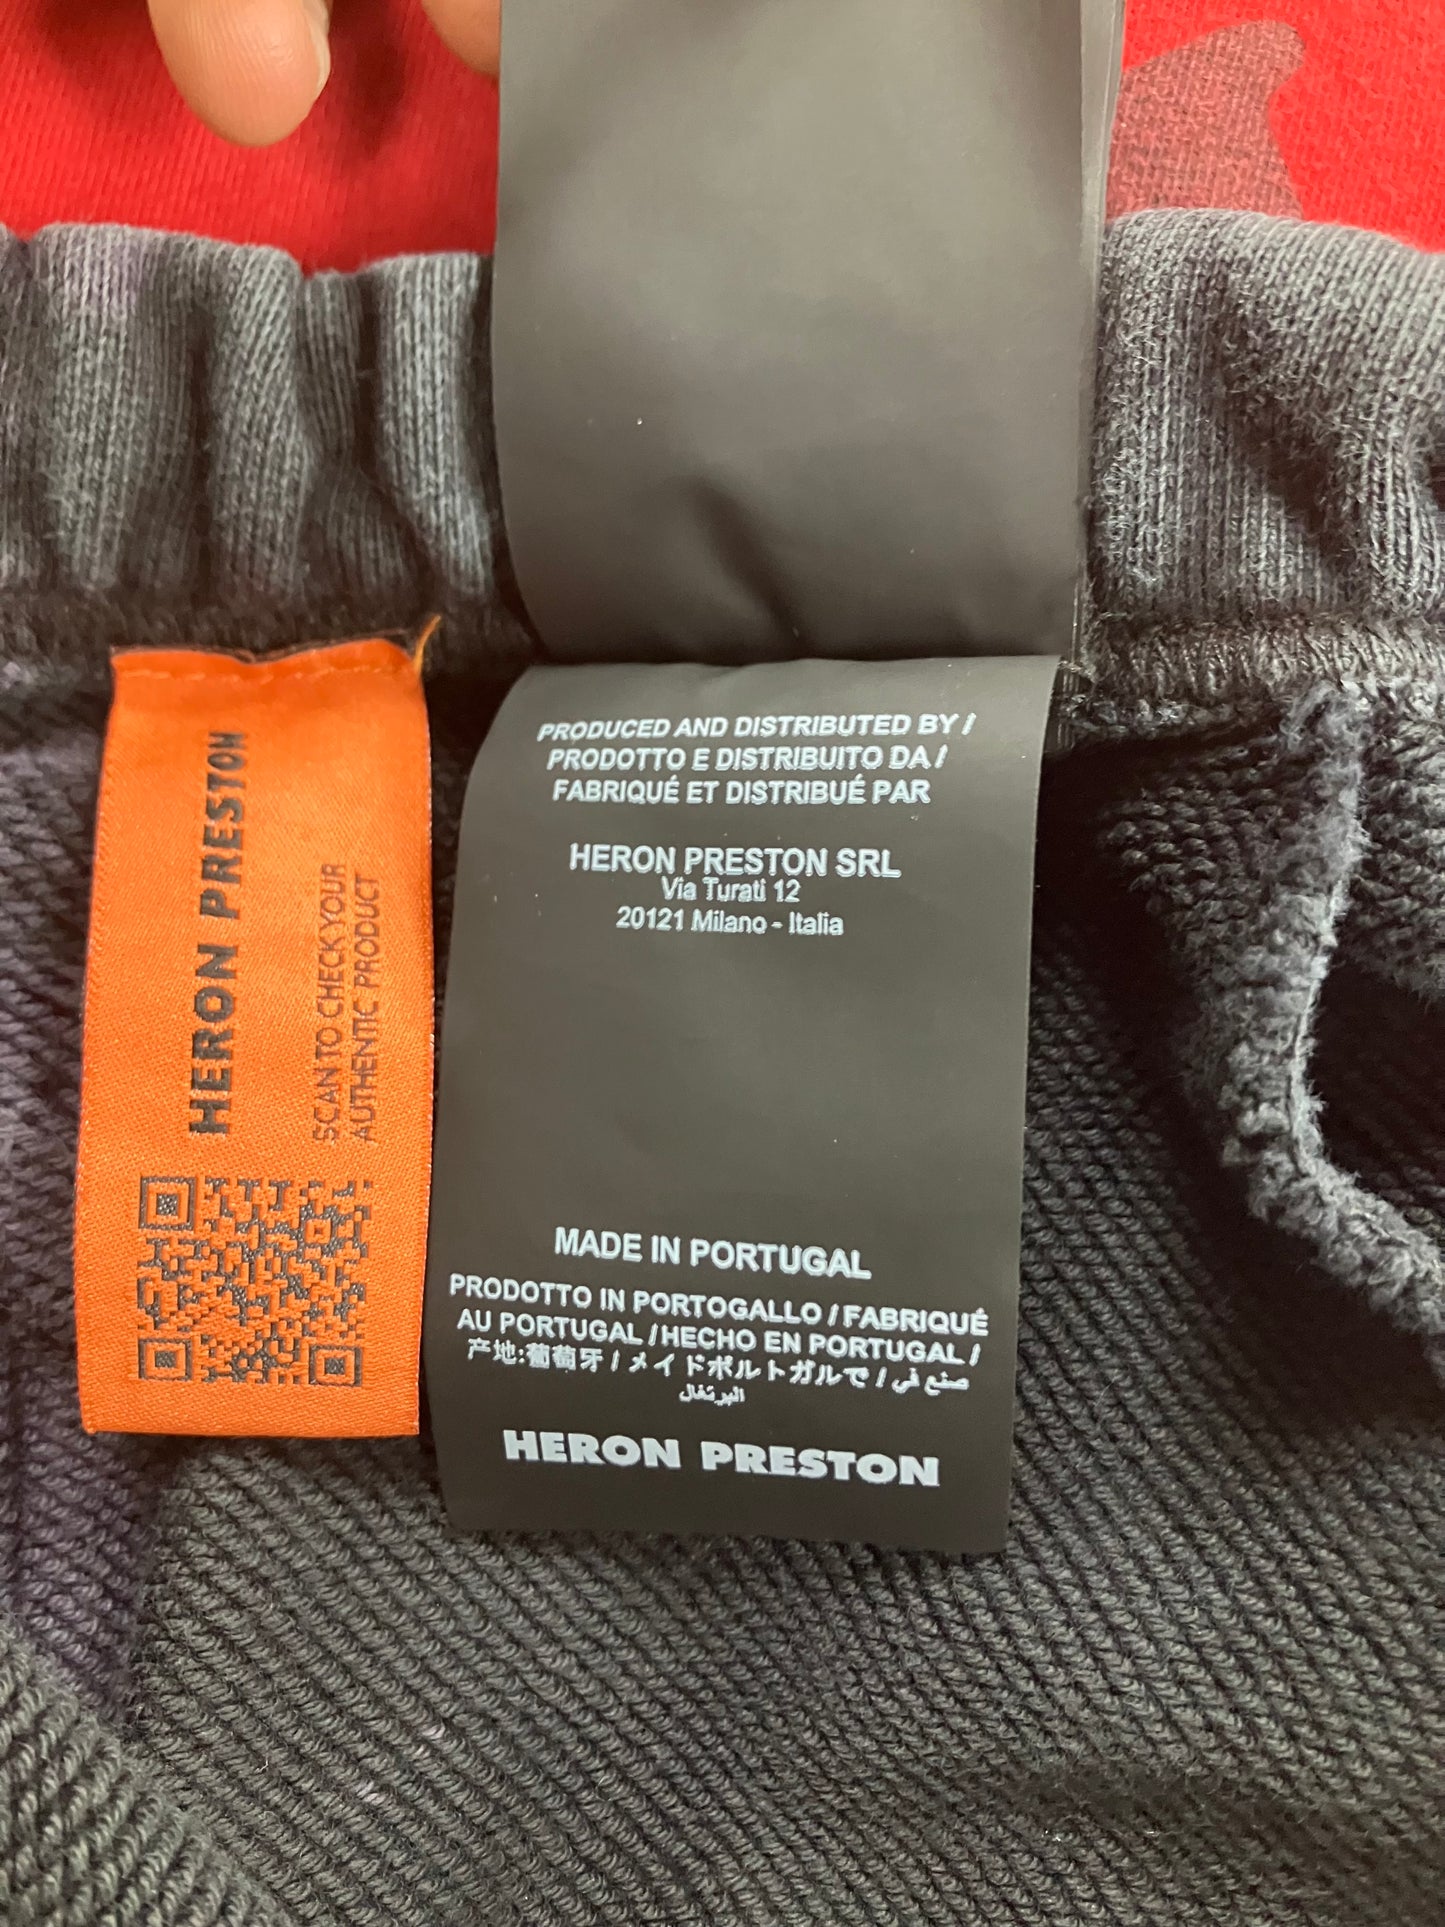 HERON PRESTON
SCAN TO CHECK YOUR
AUTHENTIC PRODUCT
PRODUCED AND DISTRIBUTED BY /
PRODOTTO E DISTRIBUITO DA /
FABRIQUÉ ET DISTRIBUÉ PAR
HERON PRESTON SRL
Via Turati 12
20121 Milano - Italia
MADE IN PORTUGAL
PRODOTTO IN PORTOGALLO / FABRIQUÉ
AU PORTUGAL / HECHO EN PORTUGAL /
产地:葡萄牙 / メイドポルトガルで / صنع في
البرتغال
HERON PRESTON